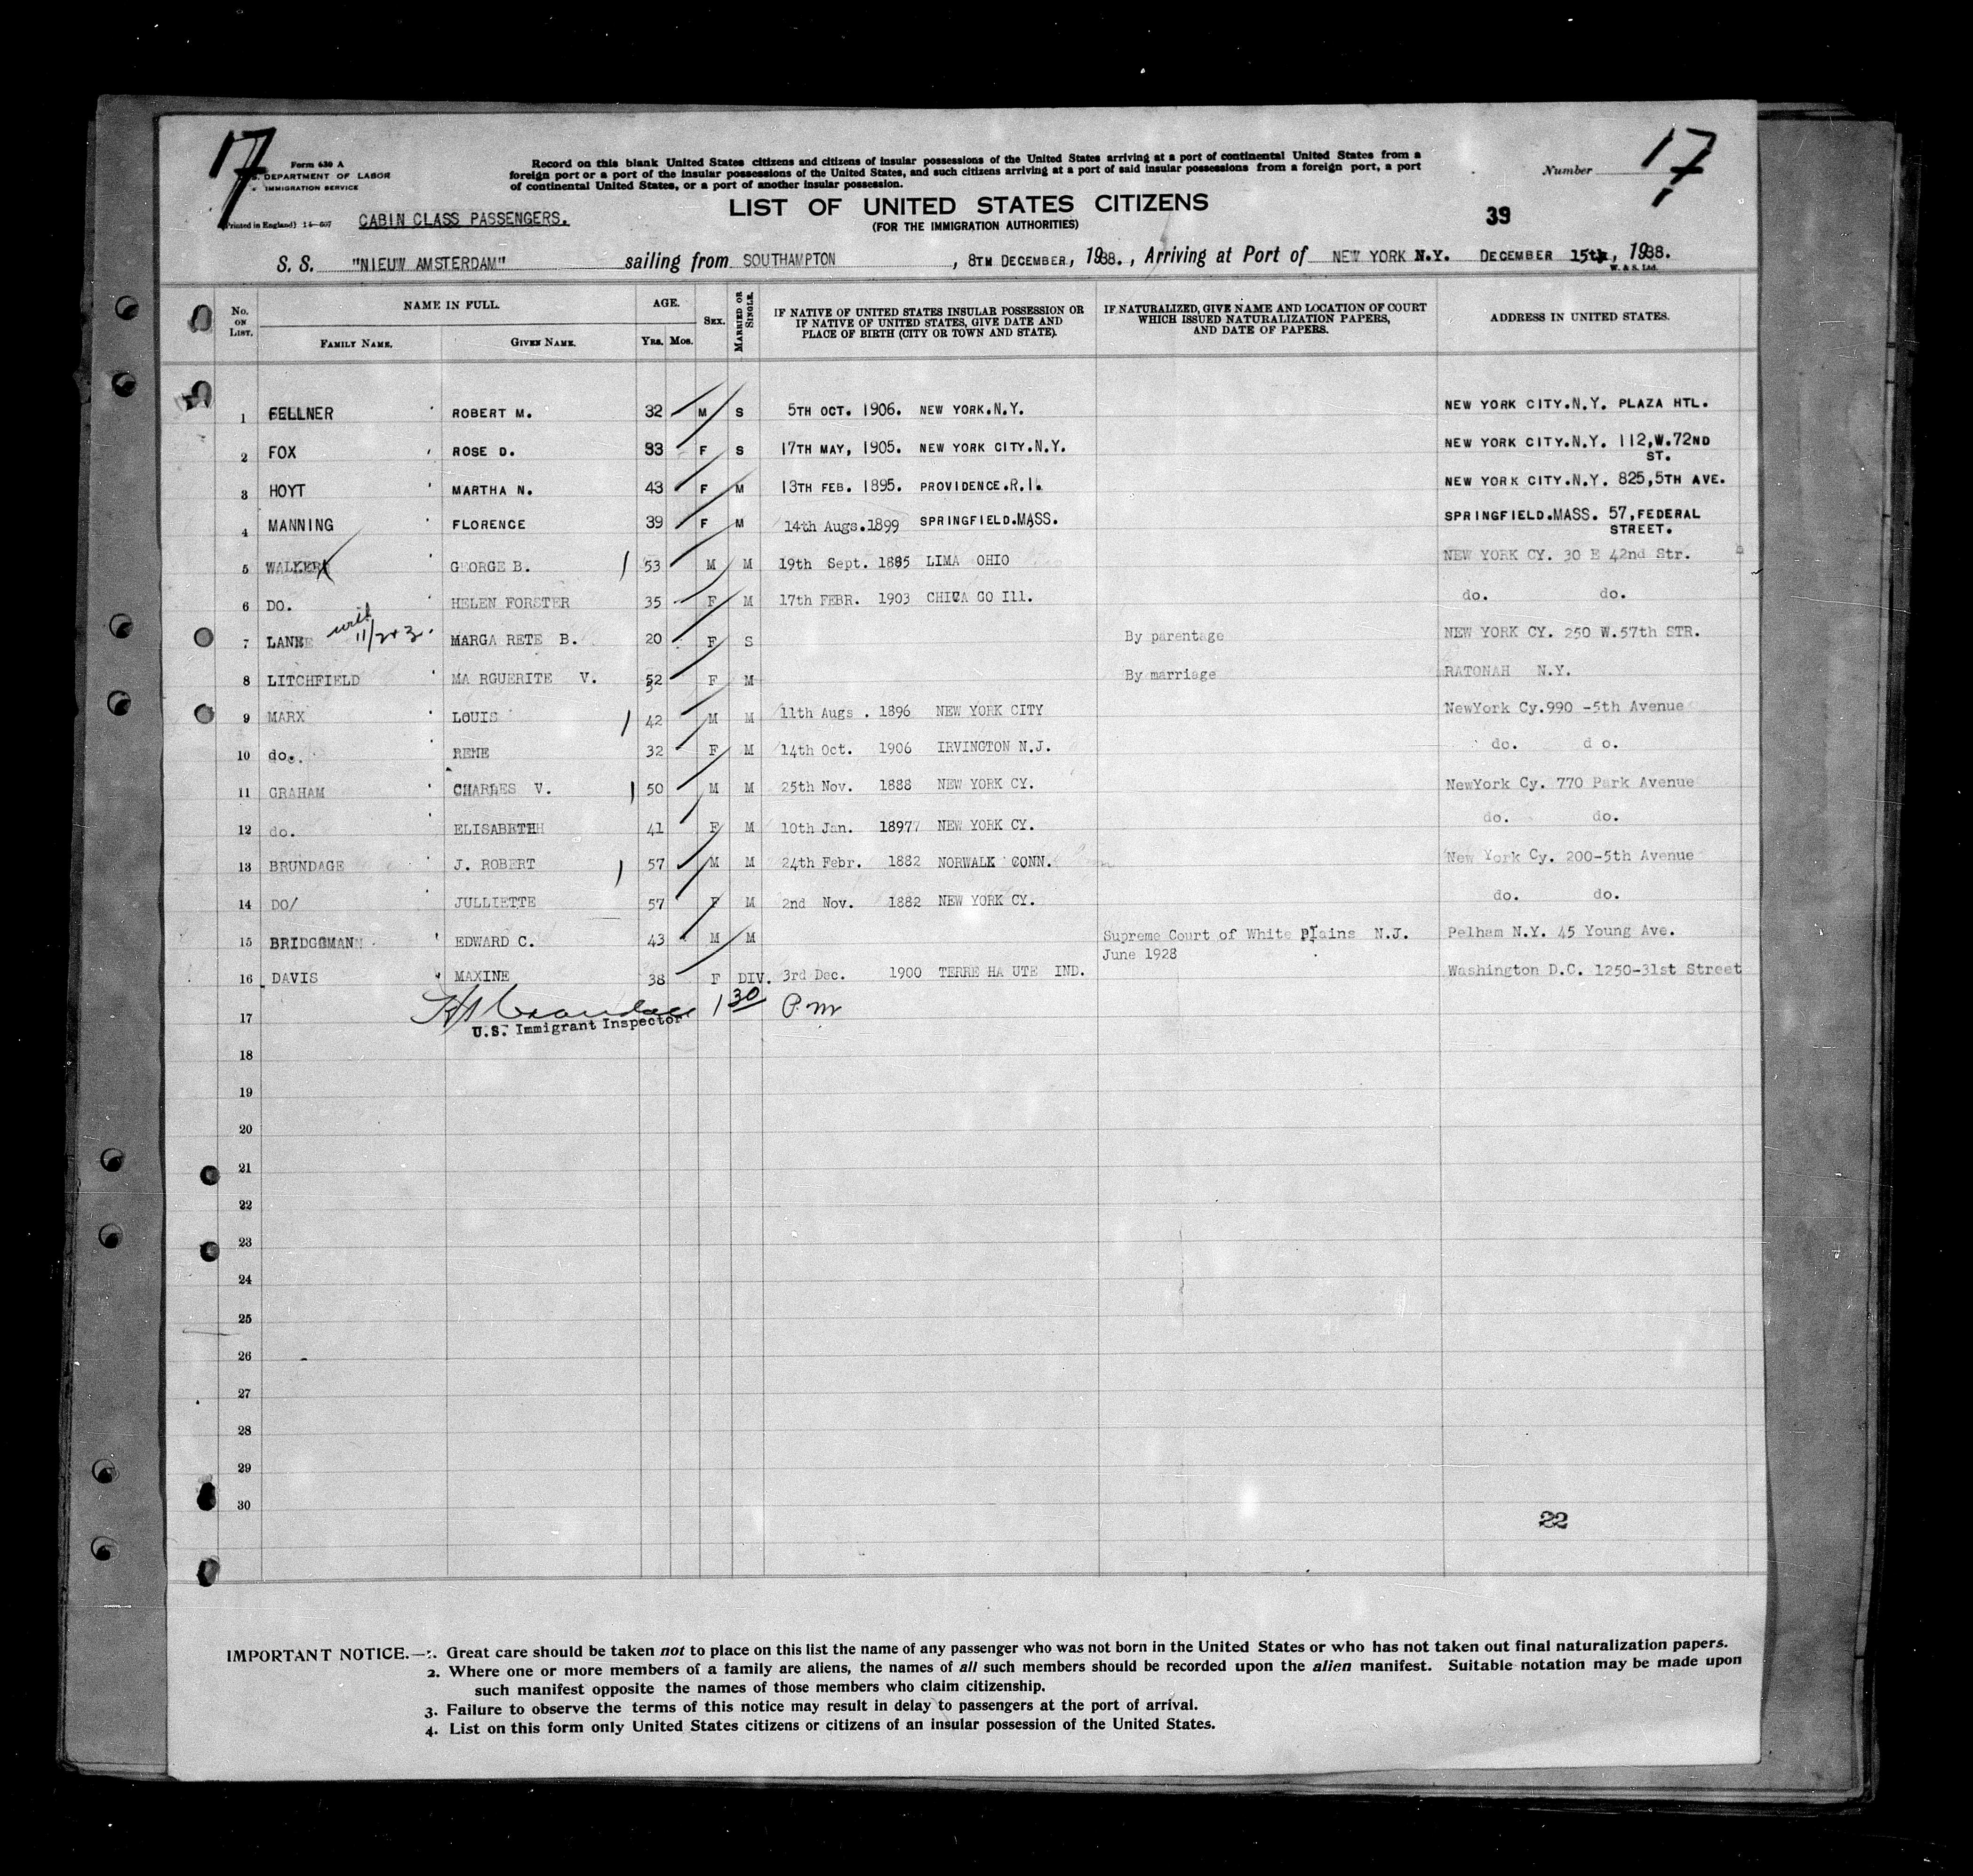 17
Form 630 A
S. DEPARTMENT OF LABOR
IMMIGRATION SERVICE
Printed in England) 14-607
CABIN CLASS PASSENGERS.
Record on this blank United States citizens and citizens of insular possessions of the United States arriving at a port of continental United States from a
foreign port or a port of the insular possessions of the United States, and such citizens arriving at a port of said insular possessions from a foreign port, a port
of continental United States, or a port of another insular possession.
LIST OF UNITED STATES CITIZENS
(FOR THE IMMIGRATION AUTHORITIES)
Number 17
39
S. S. "NIEUW AMSTERDAM" sailing from SOUTHAMPTON, 8TH DECEMBER, 1938., Arriving at Port of NEW YORK N.Y. DECEMBER 15th, 1938.
W. & S. Ltd.
No. ON LIST. NAME IN FULL. FAMILY NAME. GIVEN NAME. AGE. YRS. MOS. SEX. MARRIED OR SINGLE. IF NATIVE OF UNITED STATES INSULAR POSSESSION OR IF NATIVE OF UNITED STATES, GIVE DATE AND PLACE OF BIRTH (CITY OR TOWN AND STATE). IF NATURALIZED, GIVE NAME AND LOCATION OF COURT WHICH ISSUED NATURALIZATION PAPERS, AND DATE OF PAPERS. ADDRESS IN UNITED STATES.
1 FELLNER ROBERT M. 32 M S 5TH OCT. 1906. NEW YORK.N.Y. NEW YORK CITY.N.Y. PLAZA HTL.
2 FOX ROSE D. 33 F S 17TH MAY, 1905. NEW YORK CITY.N.Y. NEW YORK CITY.N.Y. 112,W.72ND
ST.
3 HOYT MARTHA N. 43 F M 13TH FEB. 1895. PROVIDENCE.R.I. NEW YORK CITY.N.Y. 825,5TH AVE.
4 MANNING FLORENCE 39 F M 14th Augs.1899 SPRINGFIELD.MASS. SPRINGFIELD.MASS. 57,FEDERAL
STREET.
5 WALKER GEORGE B. 53 M M 19th Sept. 1885 LIMA OHIO NEW YORK CY. 30 E 42nd Str.
6 DO. HELEN FORSTER 35 F M 17th FEBR. 1903 CHICA GO Ill. do. do.
7 LANE with 11/2+3. MARGA RETE B. 20 F S By parentage NEW YORK CY. 250 W.57th STR.
8 LITCHFIELD MA RGUERITE V. 52 F M By marriage RATONAH N.Y.
9 MARX LOUIS 42 M M 11th Augs . 1896 NEW YORK CITY NewYork Cy.990 -5th Avenue
10 do. RENE 32 F M 14th Oct. 1906 IRVINGTON N.J. do. d o.
11 GRAHAM CHARLES V. 50 M M 25th Nov. 1888 NEW YORK CY. NewYork Cy. 770 Park Avenue
12 do. ELISABETH 41 F M 10th Jan. 1897 NEW YORK CY. do. do.
13 BRUNDAGE J. ROBERT 57 M M 24th Febr. 1882 NORWALK CONN. New York Cy. 200-5th Avenue
14 DO/ JULLIETTE 57 F M 2nd Nov. 1882 NEW YORK CY. do. do.
15 BRIDGGMAN EDWARD C. 43 M M Supreme Court of White Plains N.J. Pelham N.Y. 45 Young Ave.
June 1928
16 DAVIS MAXINE 38 F DIV. 3rd Dec. 1900 TERRE HA UTE IND. Washington D.C. 1250-31st Street
17 1 30 P.m
U.S. Immigrant Inspector
18
19
20
21
22
23
24
25
26
27
28
29
30
22
IMPORTANT NOTICE.—1. Great care should be taken not to place on this list the name of any passenger who was not born in the United States or who has not taken out final naturalization papers.
2. Where one or more members of a family are aliens, the names of all such members should be recorded upon the alien manifest. Suitable notation may be made upon
such manifest opposite the names of those members who claim citizenship.
3. Failure to observe the terms of this notice may result in delay to passengers at the port of arrival.
4. List on this form only United States citizens or citizens of an insular possession of the United States.